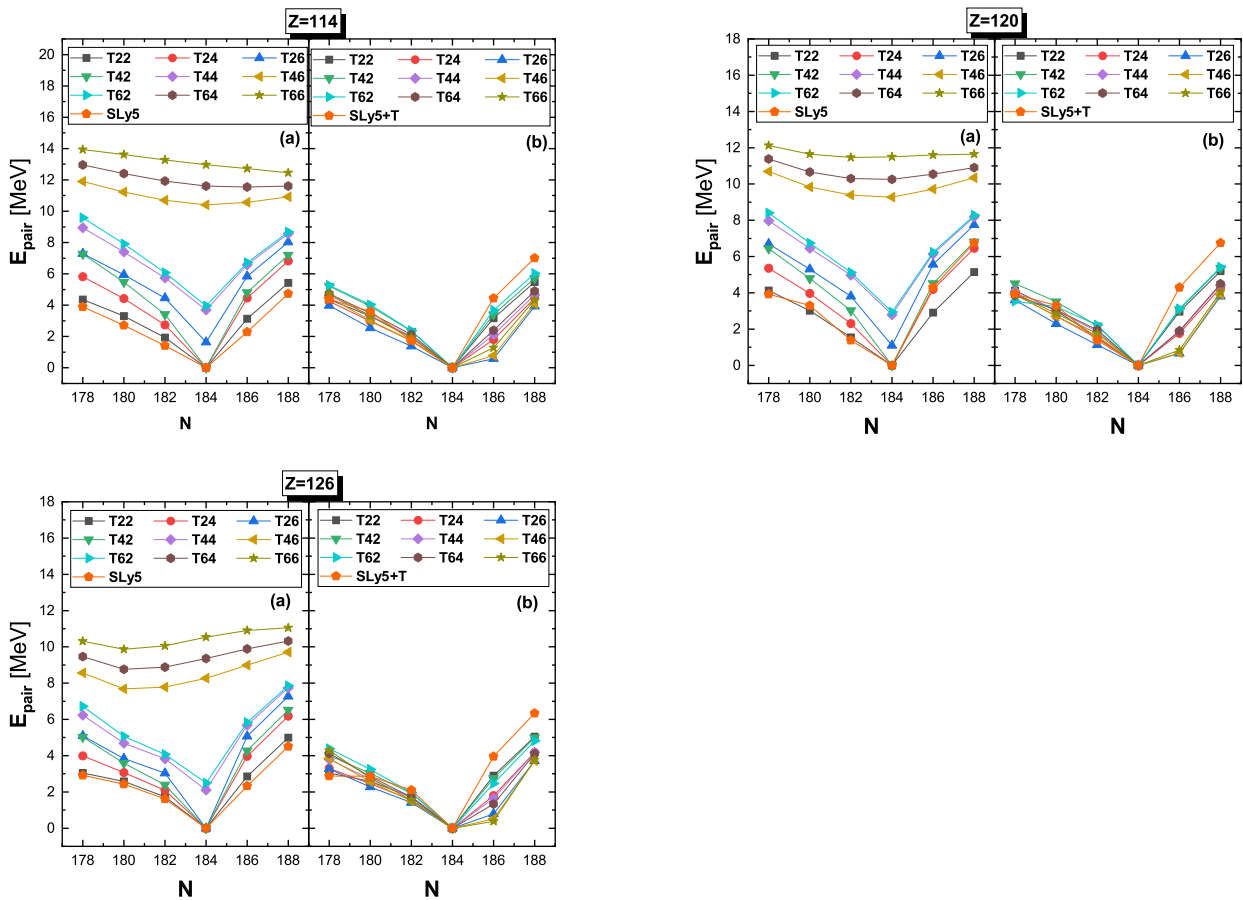 Z=114
T22 T24 T26
T42 T44 T46
T62 T64 T66
SLy5
(a)
T22 T24 T26
T42 T44 T46
T62 T64 T66
SLy5+T
(b)
20
18
16
14
12
10
8
6
4
2
0
E_pair [MeV]
178 180 182 184 186 188
N
178 180 182 184 186 188
N
Z=120
T22 T24 T26
T42 T44 T46
T62 T64 T66
SLy5
(a)
T22 T24 T26
T42 T44 T46
T62 T64 T66
SLy5+T
(b)
18
16
14
12
10
8
6
4
2
0
E_pair [MeV]
178 180 182 184 186 188
N
178 180 182 184 186 188
N
Z=126
T22 T24 T26
T42 T44 T46
T62 T64 T66
SLy5
(a)
T22 T24 T26
T42 T44 T46
T62 T64 T66
SLy5+T
(b)
18
16
14
12
10
8
6
4
2
0
E_pair [MeV]
178 180 182 184 186 188
N
178 180 182 184 186 188
N